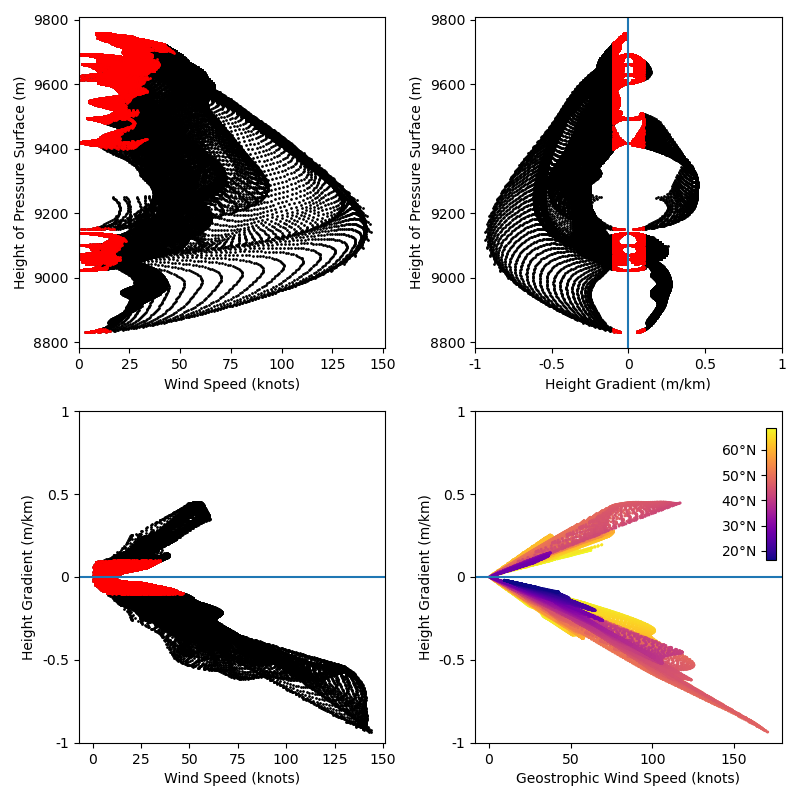 9800
9600
9400
9200
9000
8800
Height of Pressure Surface (m)
0 25 50 75 100 125 150
Wind Speed (knots)
9800
9600
9400
9200
9000
8800
Height of Pressure Surface (m)
-1 -0.5 0 0.5 1
Height Gradient (m/km)
1
0.5
0
-0.5
-1
Height Gradient (m/km)
0 25 50 75 100 125 150
Wind Speed (knots)
1
0.5
0
-0.5
-1
Height Gradient (m/km)
60°N
50°N
40°N
30°N
20°N
0 50 100 150
Geostrophic Wind Speed (knots)